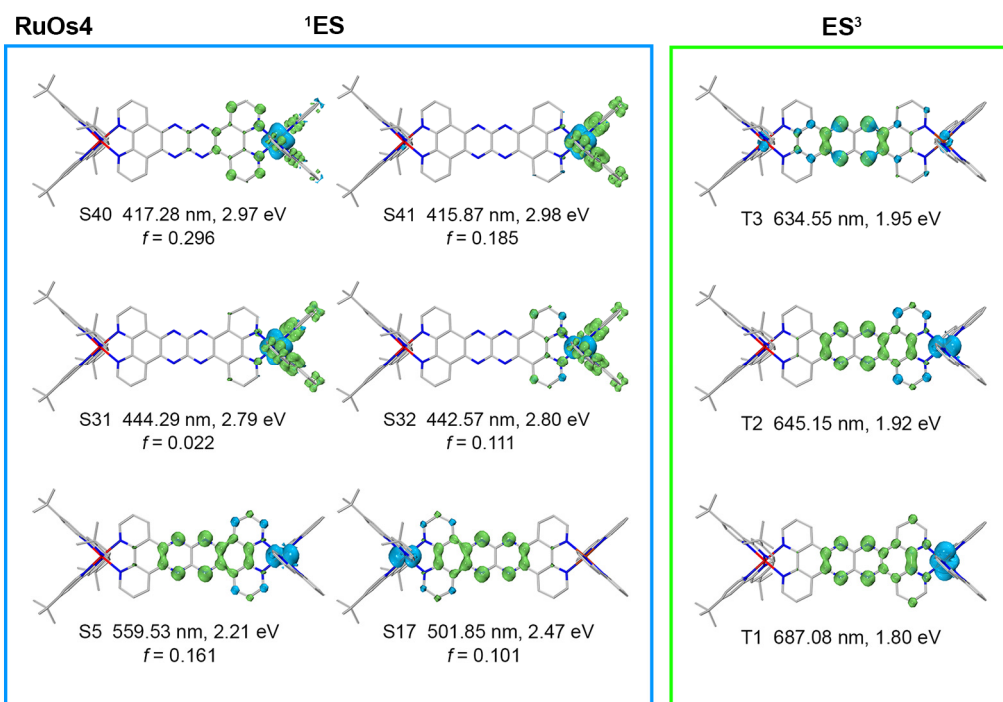 RuOs4
¹ES
ES³
S40 417.28 nm, 2.97 eV
f = 0.296
S41 415.87 nm, 2.98 eV
f = 0.185
T3 634.55 nm, 1.95 eV
S31 444.29 nm, 2.79 eV
f = 0.022
S32 442.57 nm, 2.80 eV
f = 0.111
T2 645.15 nm, 1.92 eV
S5 559.53 nm, 2.21 eV
f = 0.161
S17 501.85 nm, 2.47 eV
f = 0.101
T1 687.08 nm, 1.80 eV